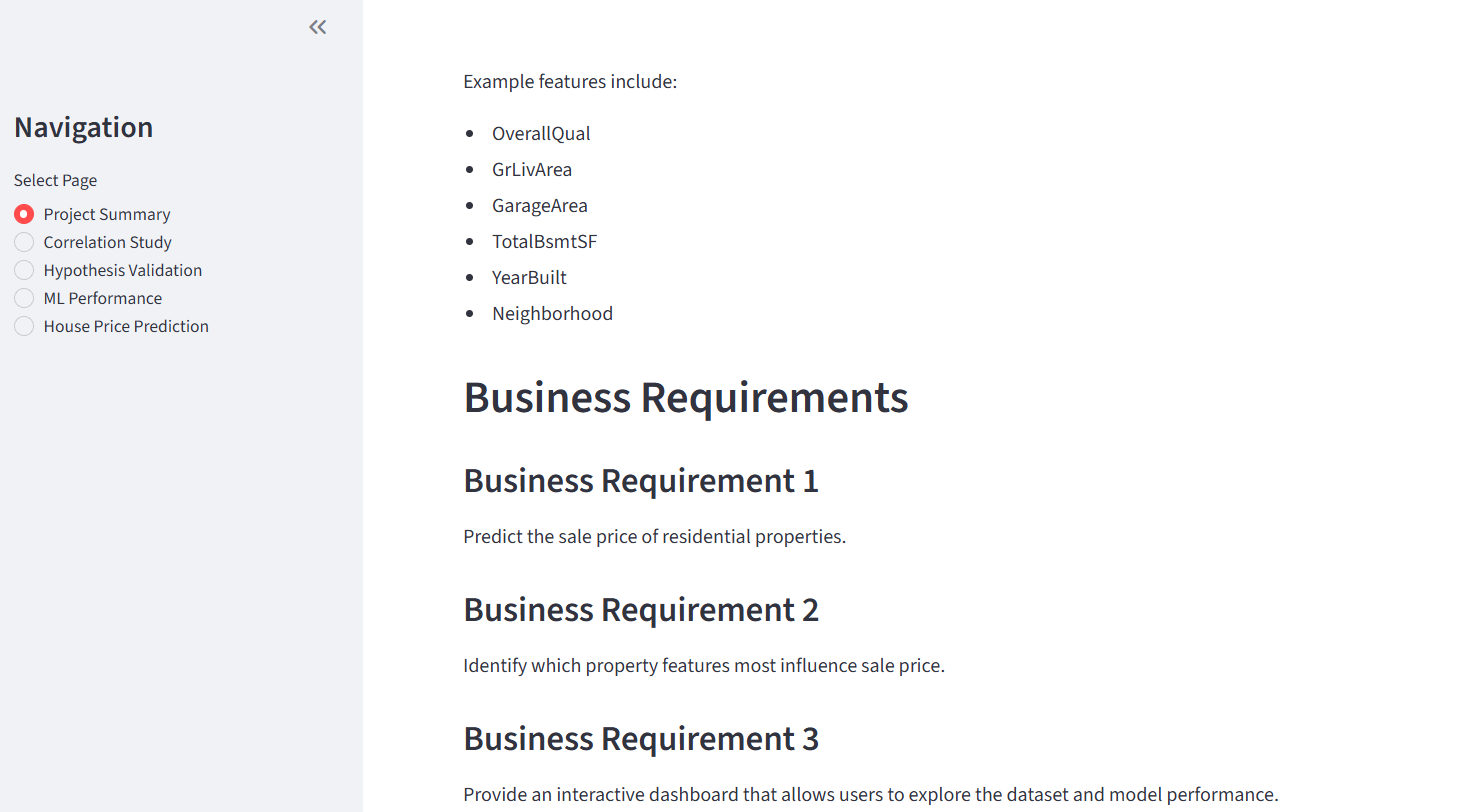 Navigation
Select Page
Project Summary
Correlation Study
Hypothesis Validation
ML Performance
House Price Prediction
Example features include:
OverallQual
GrLivArea
GarageArea
TotalBsmtSF
YearBuilt
Neighborhood
Business Requirements
Business Requirement 1
Predict the sale price of residential properties.
Business Requirement 2
Identify which property features most influence sale price.
Business Requirement 3
Provide an interactive dashboard that allows users to explore the dataset and model performance.